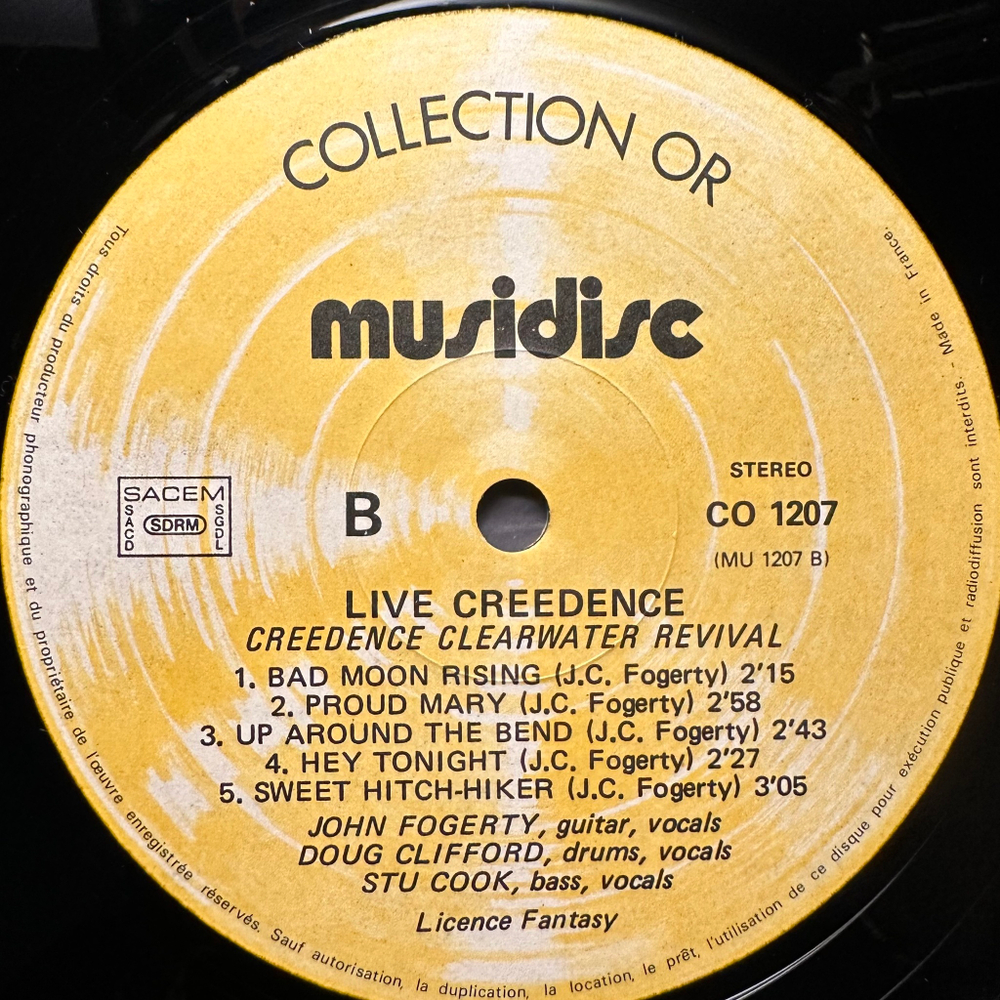 COLLECTION OR
musidisc
STEREO
SACEM
SACD
SDRM
SGDL
B
CO 1207
(MU 1207 B)
LIVE CREEDENCE
CREEDENCE CLEARWATER REVIVAL
1. BAD MOON RISING (J.C. Fogerty) 2'15
2. PROUD MARY (J.C. Fogerty) 2'58
3. UP AROUND THE BEND (J.C. Fogerty) 2'43
4. HEY TONIGHT (J.C. Fogerty) 2'27
5. SWEET HITCH-HIKER (J.C. Fogerty) 3'05
JOHN FOGERTY, guitar, vocals
DOUG CLIFFORD, drums, vocals
STU COOK, bass, vocals
Licence Fantasy
Tous droits du producteur phonographique et du propriétaire de l'œuvre enregistrée réservés. Sauf autorisation, la duplication, la location, le prêt, l'utilisation de ce disque pour exécution publique et radiodiffusion sont interdits. - Made in France.